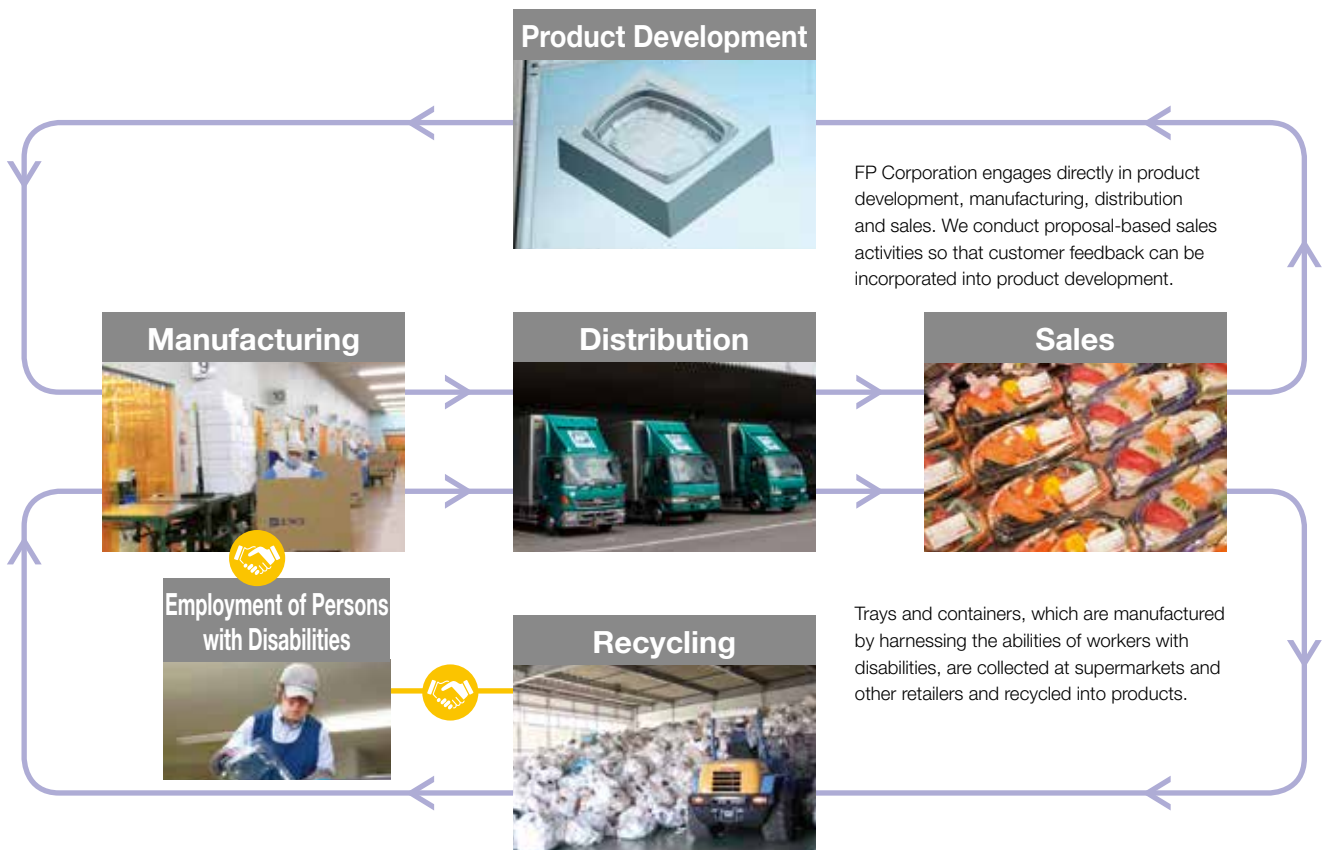 Product Development
FP Corporation engages directly in product
development, manufacturing, distribution
and sales. We conduct proposal-based sales
activities so that customer feedback can be
incorporated into product development.
Manufacturing
Distribution
Sales
9
10
Employment of Persons
with Disabilities
Recycling
Trays and containers, which are manufactured
by harnessing the abilities of workers with
disabilities, are collected at supermarkets and
other retailers and recycled into products.